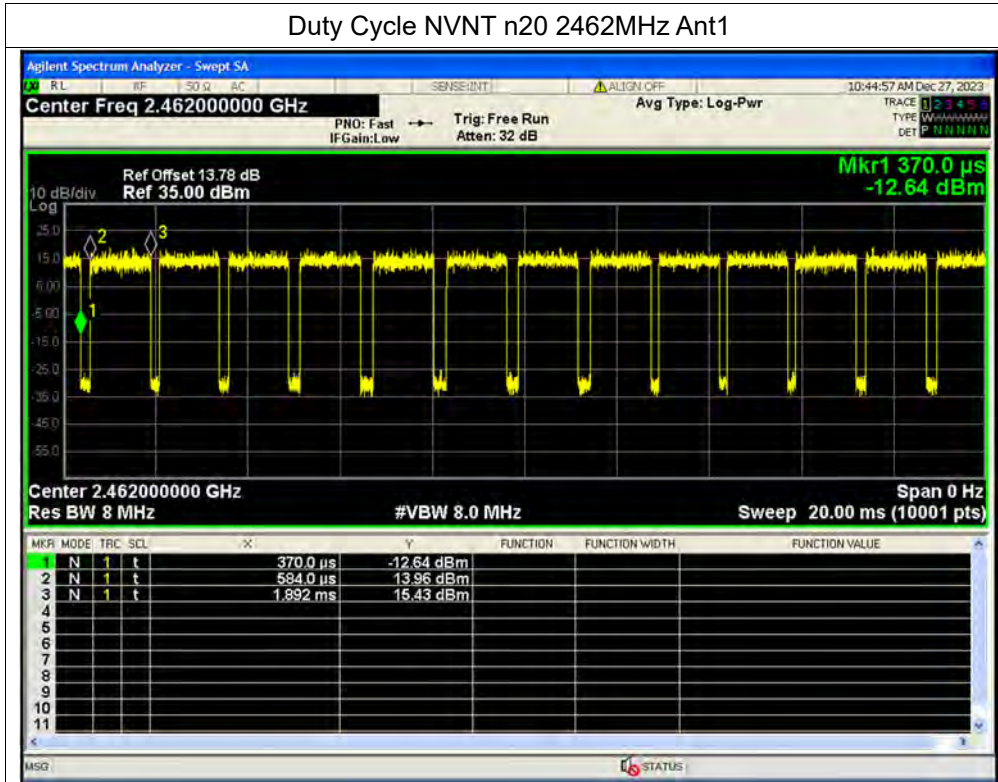 Duty Cycle NVNT n20 2462MHz Ant1
Agilent Spectrum Analyzer - Swept SA
LXI RL RF 50 Ω AC SENSE:INT ALIGN OFF 10:44:57 AM Dec 27, 2023
Center Freq 2.462000000 GHz
PNO: Fast
IFGain:Low
Trig: Free Run
Atten: 32 dB
Avg Type: Log-Pwr
TRACE 1 2 3 4 5 6
TYPE W
DET P N N N N N
Mkr1 370.0 µs
-12.64 dBm
Ref Offset 13.78 dB
10 dB/div Ref 35.00 dBm
Log
25.0
15.0
5.00
-5.00
-15.0
-25.0
-35.0
-45.0
-55.0
1
2
3
Center 2.462000000 GHz Span 0 Hz
Res BW 8 MHz #VBW 8.0 MHz Sweep 20.00 ms (10001 pts)
MKR MODE TRC SCL X Y FUNCTION FUNCTION WIDTH FUNCTION VALUE
1 N 1 t 370.0 µs -12.64 dBm
2 N 1 t 584.0 µs 13.96 dBm
3 N 1 t 1.892 ms 15.43 dBm
4
5
6
7
8
9
10
11
MSG STATUS